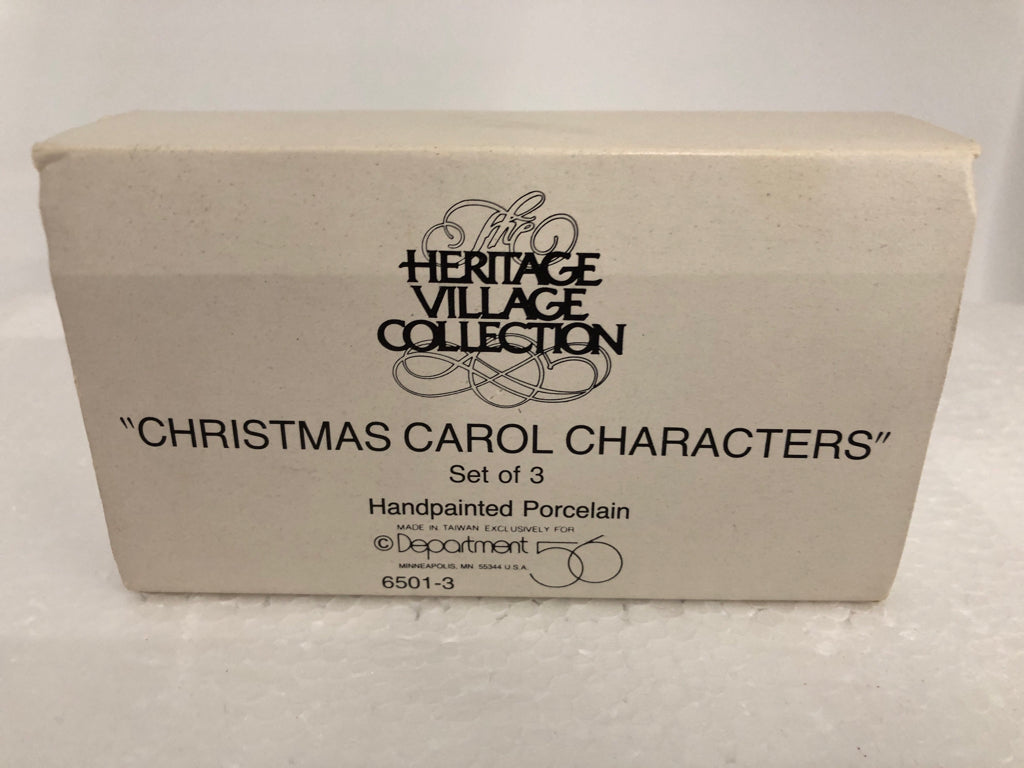 The
HERITAGE
VILLAGE
COLLECTION
"CHRISTMAS CAROL CHARACTERS"
Set of 3
Handpainted Porcelain
MADE IN TAIWAN EXCLUSIVELY FOR
© Department 56
MINNEAPOLIS, MN 55344 U.S.A.
6501-3